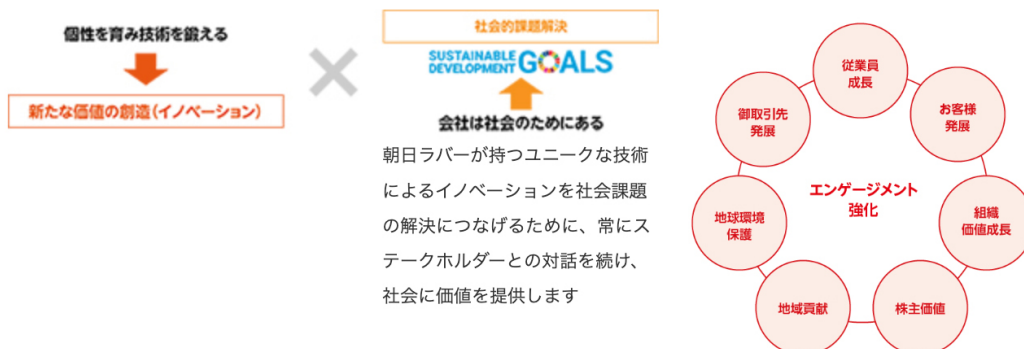 個性を育み技術を鍛える
新たな価値の創造(イノベーション)
社会的課題解決
SUSTAINABLE
DEVELOPMENT GOALS
会社は社会のためにある
朝日ラバーが持つユニークな技術
によるイノベーションを社会課題
の解決につなげるために、常にス
テークホルダーとの対話を続け、
社会に価値を提供します
従業員
成長
お客様
発展
組織
価値成長
株主価値
地域貢献
地球環境
保護
御取引先
発展
エンゲージメント
強化